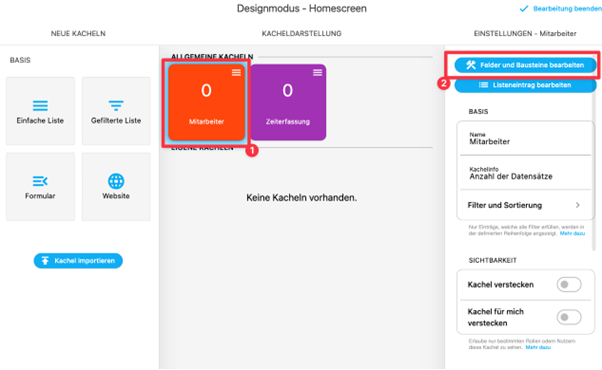 Designmodus - Homescreen
Bearbeitung beenden
NEUE KACHELN
KACHELDARSTELLUNG
EINSTELLUNGEN - Mitarbeiter
BASIS
Einfache Liste
Gefilterte Liste
Formular
Website
Kachel importieren
ALLGEMEINE KACHELN
0
Mitarbeiter
0
Zeiterfassung
1
EIGENE KACHELN
Keine Kacheln vorhanden.
Felder und Bausteine bearbeiten
2
Listeneintrag bearbeiten
BASIS
Name
Mitarbeiter
Kachelinfo
Anzahl der Datensätze
Filter und Sortierung
Nur Einträge, welche alle Filter erfüllen, werden in
der definierten Reihenfolge angezeigt. Mehr dazu
SICHTBARKEIT
Kachel verstecken
Kachel für mich
verstecken
Erlaube nur bestimmten Rollen oder Nutzern
diese Kachel zu sehen. Mehr dazu